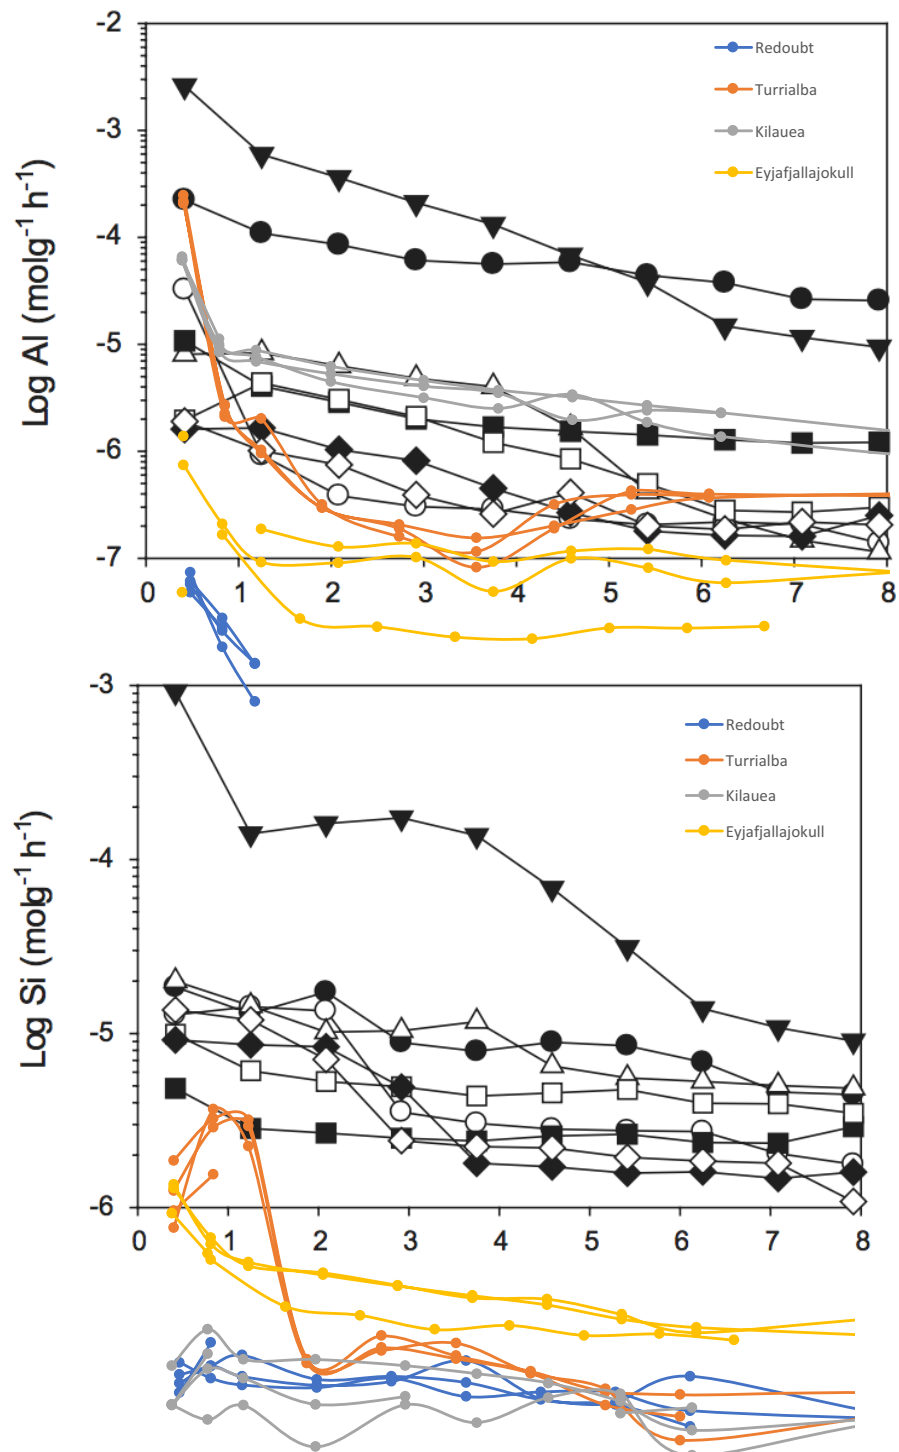 -2
-3
-4
-5
-6
-7
Log Al (molg⁻¹ h⁻¹)
Redoubt
Turrialba
Kilauea
Eyjafjallajokull
0 1 2 3 4 5 6 7 8
-3
-4
-5
-6
Log Si (molg⁻¹ h⁻¹)
Redoubt
Turrialba
Kilauea
Eyjafjallajokull
0 1 2 3 4 5 6 7 8